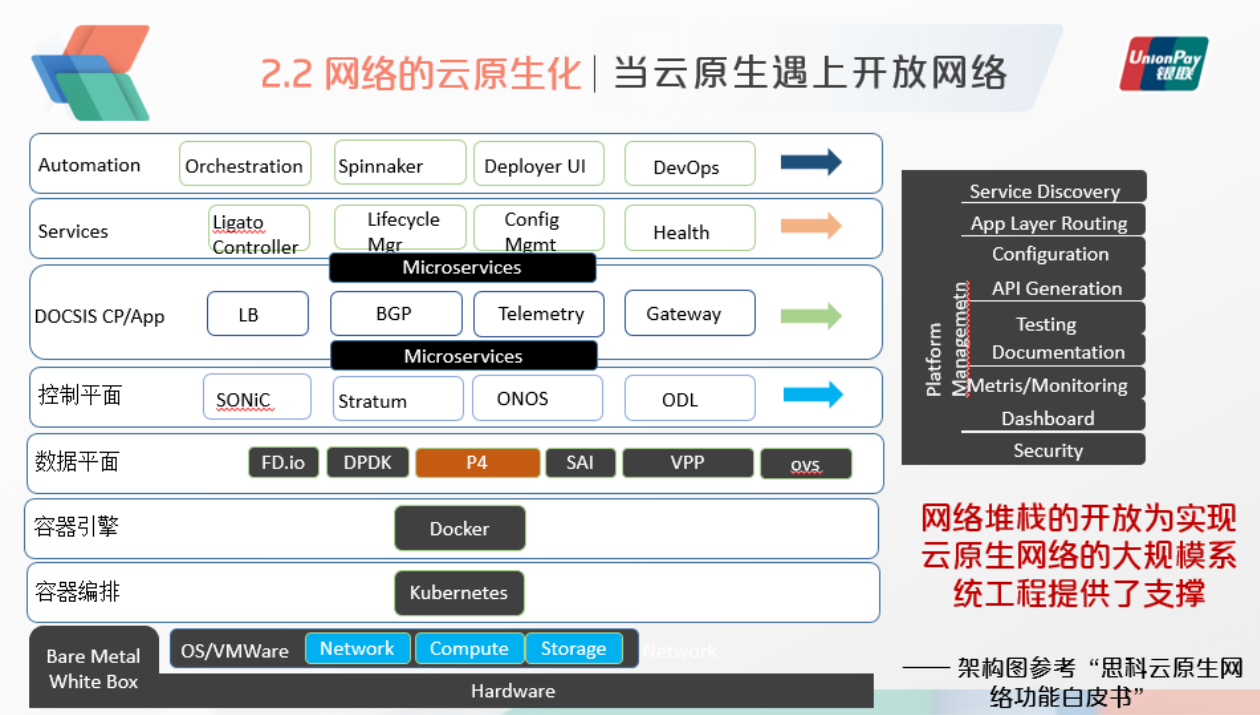 2.2 网络的云原生化 | 当云原生遇上开放网络
UnionPay
银联
Automation
Orchestration
Spinnaker
Deployer UI
DevOps
Services
Ligato
Controller
Lifecycle
Mgr
Config
Mgmt
Health
Microservices
DOCSIS CP/App
LB
BGP
Telemetry
Gateway
Microservices
控制平面
SONiC
Stratum
ONOS
ODL
数据平面
FD.io
DPDK
P4
SAI
VPP
ovs
容器引擎
Docker
容器编排
Kubernetes
Bare Metal
White Box
OS/VMWare
Network
Compute
Storage
Network
Hardware
Platform
Managemetn
Service Discovery
App Layer Routing
Configuration
API Generation
Testing
Documentation
Metris/Monitoring
Dashboard
Security
网络堆栈的开放为实现
云原生网络的大规模系
统工程提供了支撑
—— 架构图参考“思科云原生网
络功能白皮书”